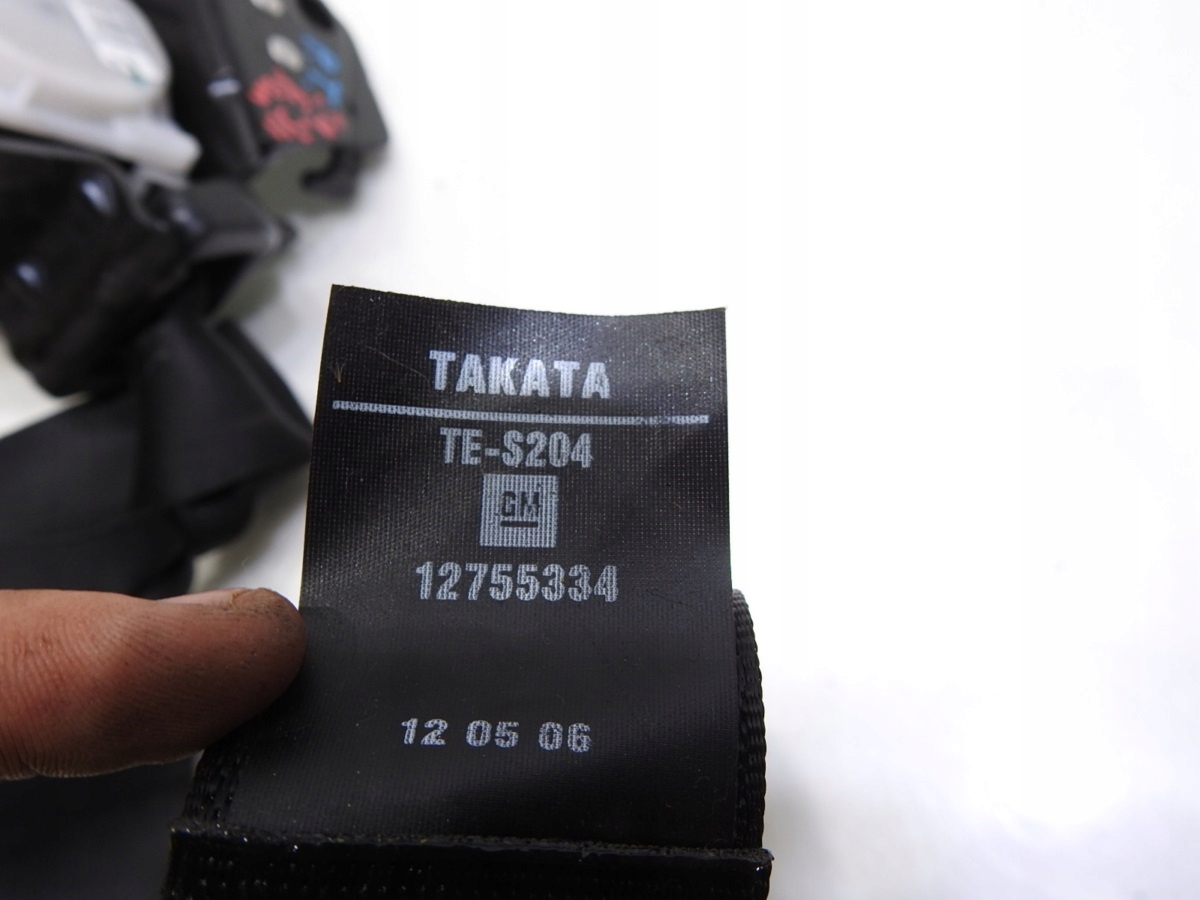 TAKATA
TE-S204
GM
12755334
12 05 06